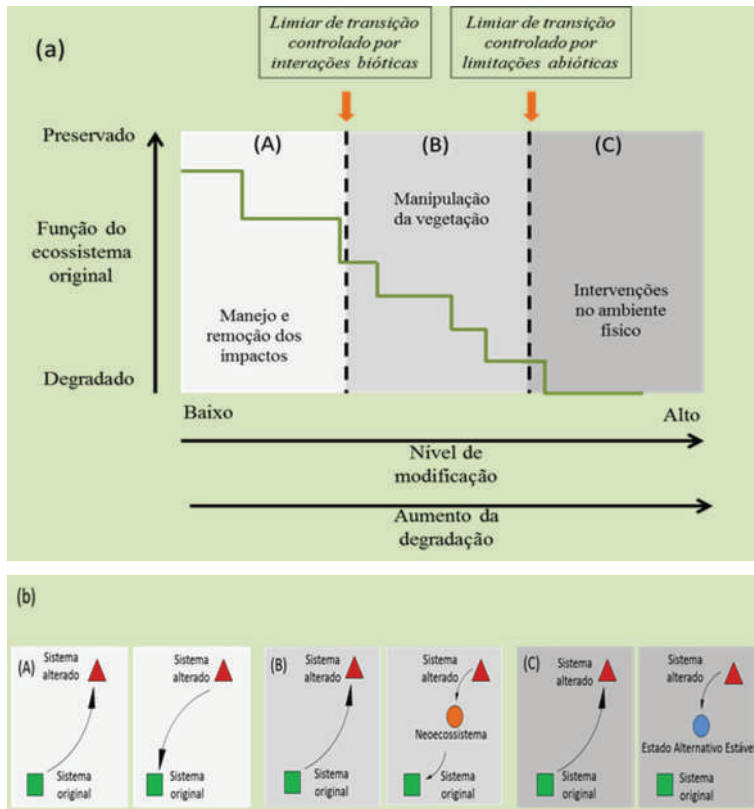 (a)
Limiar de transição
controlado por
interações bióticas
Limiar de transição
controlado por
limitações abióticas
Preservado
Função do
ecossistema
original
Degradado
(A)
(B)
(C)
Manejo e
remoção dos
impactos
Manipulação
da vegetação
Intervenções
no ambiente
físico
Baixo
Alto
Nível de
modificação
Aumento da
degradação
(b)
(A)
Sistema
alterado
Sistema
original
Sistema
alterado
Sistema
original
(B)
Sistema
alterado
Sistema
original
Sistema
alterado
Neoecossistema
Sistema
original
(C)
Sistema
alterado
Sistema
original
Sistema
alterado
Estado Alternativo Estável
Sistema
original